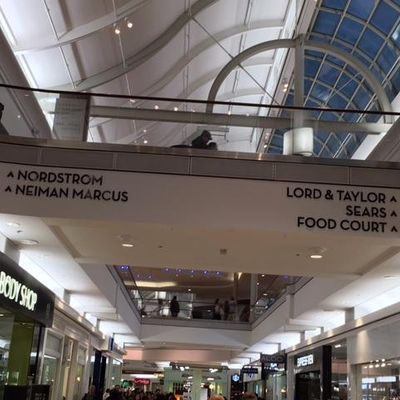 NORDSTROM
NEIMAN MARCUS
LORD & TAYLOR
SEARS
FOOD COURT
BODY SHOP